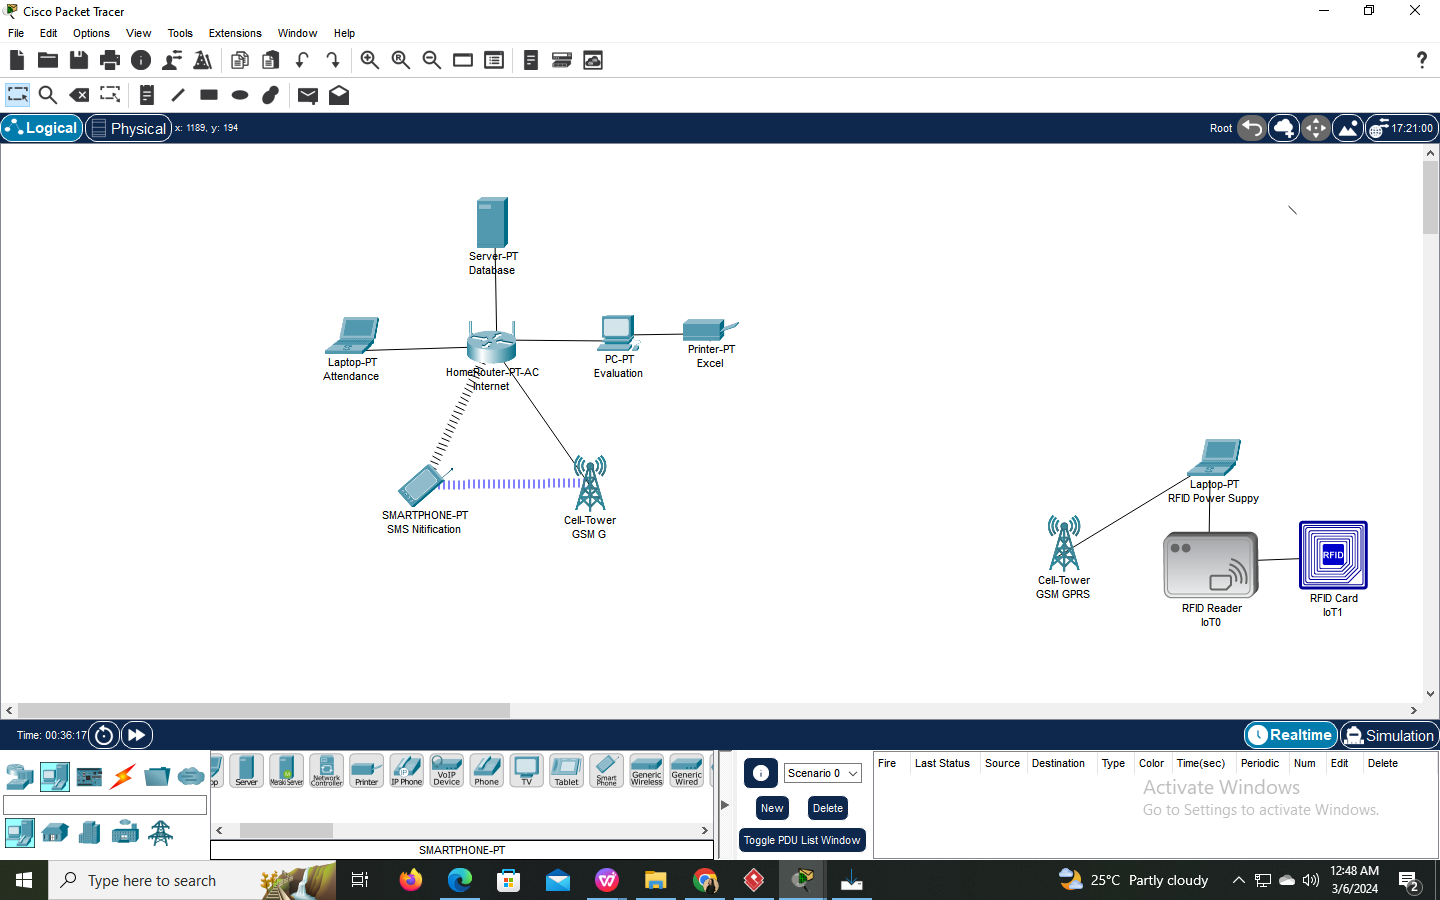 Cisco Packet Tracer
File Edit Options View Tools Extensions Window Help
?
Logical Physical x: 1189, y: 194 Root 17:21:00
Server-PT
Database
Laptop-PT
Attendance
HomeRouter-PT-AC
Internet
PC-PT
Evaluation
Printer-PT
Excel
SMARTPHONE-PT
SMS Nitification
Cell-Tower
GSM G
Laptop-PT
RFID Power Suppy
Cell-Tower
GSM GPRS
RFID Reader
IoT0
RFID
RFID Card
IoT1
Time: 00:36:17 Realtime Simulation
Server Meraki Server Network Controller Printer IP Phone VoIP Device Phone TV Tablet Smart Phone Generic Wireless Generic Wired
SMARTPHONE-PT
Scenario 0
New Delete
Toggle PDU List Window
Fire Last Status Source Destination Type Color Time(sec) Periodic Num Edit Delete
Activate Windows
Go to Settings to activate Windows.
Type here to search
25°C Partly cloudy
12:48 AM
3/6/2024
2